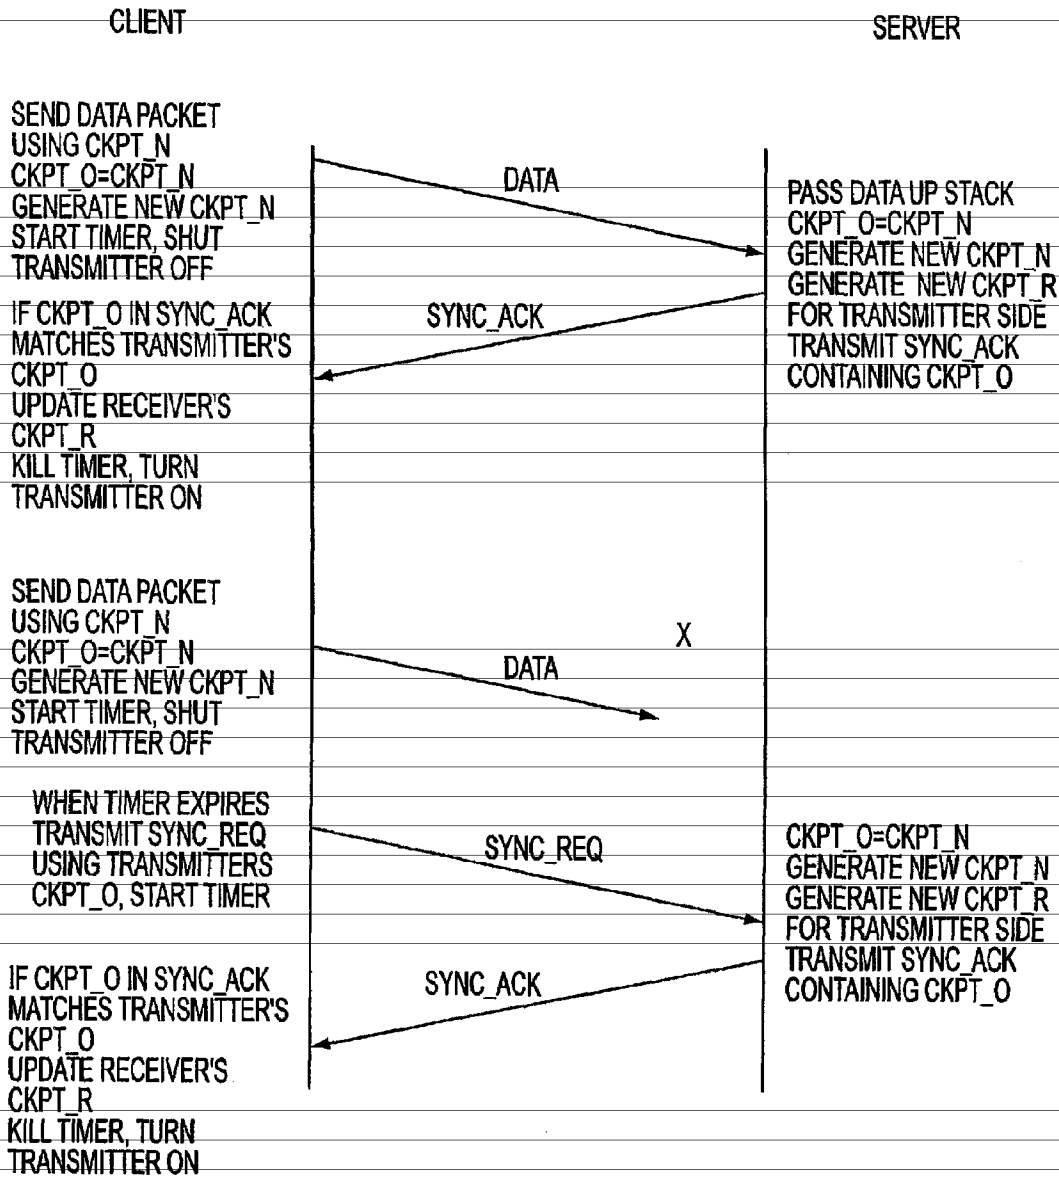 CLIENT
SERVER
SEND DATA PACKET
USING CKPT_N
CKPT_O=CKPT_N
GENERATE NEW CKPT_N
START TIMER, SHUT
TRANSMITTER OFF
DATA
PASS DATA UP STACK
CKPT_O=CKPT_N
GENERATE NEW CKPT_N
GENERATE NEW CKPT_R
FOR TRANSMITTER SIDE
TRANSMIT SYNC_ACK
CONTAINING CKPT_O
SYNC_ACK
IF CKPT_O IN SYNC_ACK
MATCHES TRANSMITTER'S
CKPT_O
UPDATE RECEIVER'S
CKPT_R
KILL TIMER, TURN
TRANSMITTER ON
SEND DATA PACKET
USING CKPT_N
CKPT_O=CKPT_N
GENERATE NEW CKPT_N
START TIMER, SHUT
TRANSMITTER OFF
DATA
X
WHEN TIMER EXPIRES
TRANSMIT SYNC_REQ
USING TRANSMITTERS
CKPT_O, START TIMER
SYNC_REQ
CKPT_O=CKPT_N
GENERATE NEW CKPT_N
GENERATE NEW CKPT_R
FOR TRANSMITTER SIDE
TRANSMIT SYNC_ACK
CONTAINING CKPT_O
SYNC_ACK
IF CKPT_O IN SYNC_ACK
MATCHES TRANSMITTER'S
CKPT_O
UPDATE RECEIVER'S
CKPT_R
KILL TIMER, TURN
TRANSMITTER ON